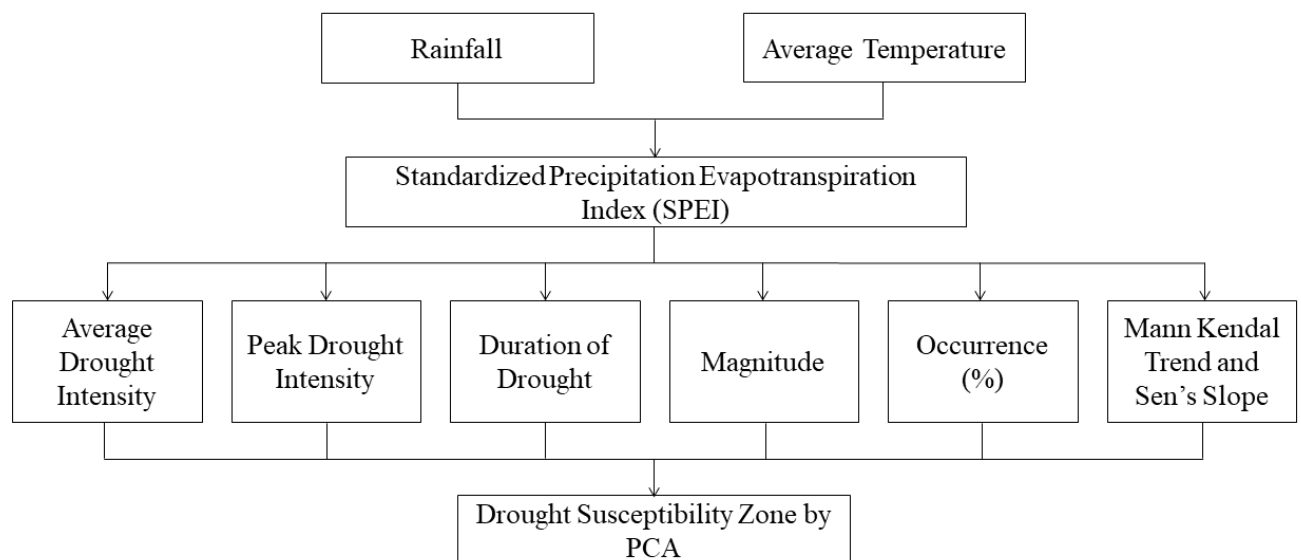 Rainfall
Average Temperature
Standardized Precipitation Evapotranspiration
Index (SPEI)
Average
Drought
Intensity
Peak Drought
Intensity
Duration of
Drought
Magnitude
Occurrence
(%)
Mann Kendal
Trend and
Sen's Slope
Drought Susceptibility Zone by
PCA